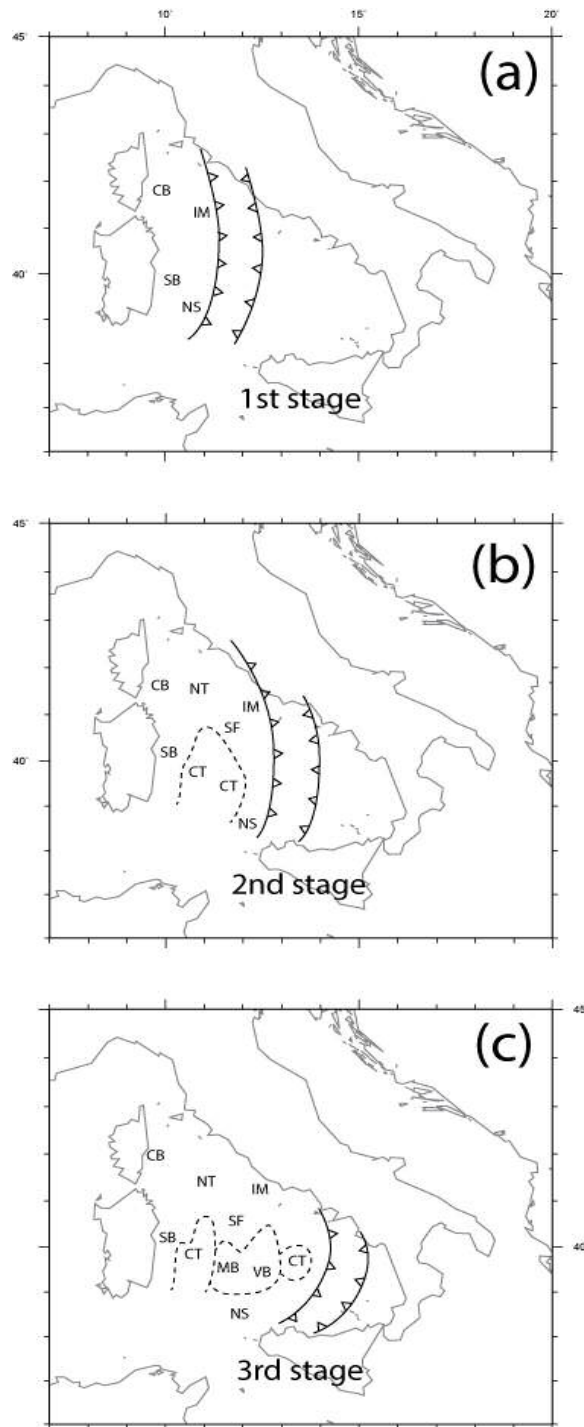 10° 15° 20°
45°
(a)
CB
IM
40°
SB
NS
1st stage
45°
(b)
CB NT
IM
SF
40°
SB
CT
CT
NS
2nd stage
45°
(c)
CB
NT IM
SF
SB
CT
CT
40°
MB
VB
NS
3rd stage